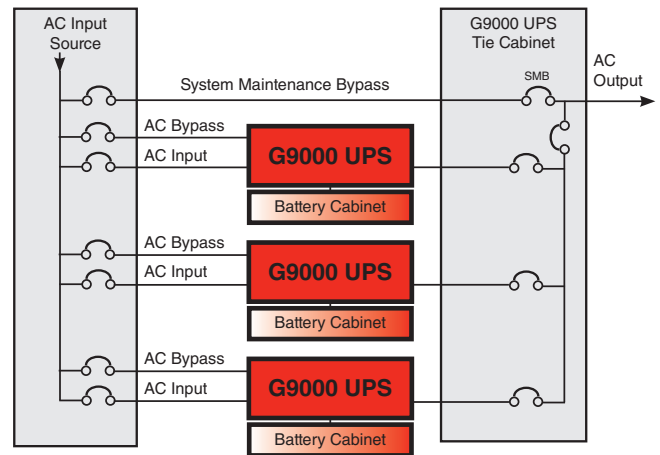 AC Input
Source
G9000 UPS
Tie Cabinet
AC
Output
System Maintenance Bypass
SMB
AC Bypass
AC Input
G9000 UPS
Battery Cabinet
AC Bypass
AC Input
G9000 UPS
Battery Cabinet
AC Bypass
AC Input
G9000 UPS
Battery Cabinet